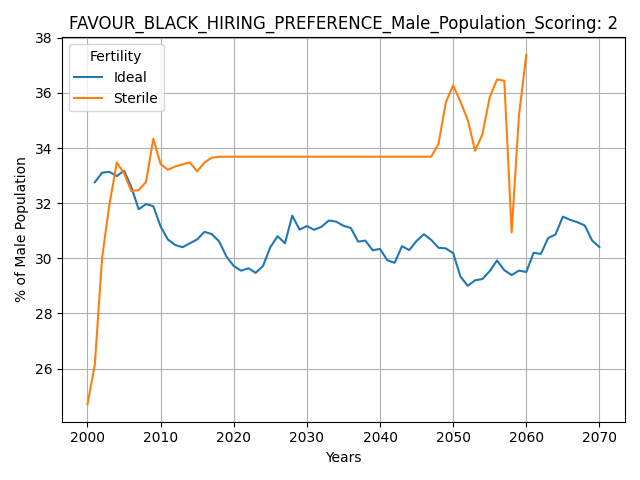 FAVOUR_BLACK_HIRING_PREFERENCE_Male_Population_Scoring: 2
Fertility
Ideal
Sterile
% of Male Population
38
36
34
32
30
28
26
2000 2010 2020 2030 2040 2050 2060 2070
Years